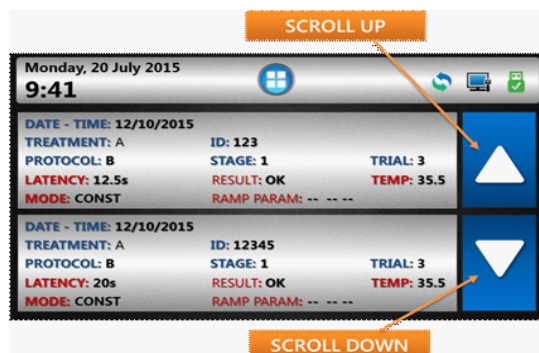 SCROLL UP
Monday, 20 July 2015
9:41
DATE - TIME: 12/10/2015
TREATMENT: A ID: 123
PROTOCOL: B STAGE: 1 TRIAL: 3
LATENCY: 12.5s RESULT: OK TEMP: 35.5
MODE: CONST RAMP PARAM: -- -- --
DATE - TIME: 12/10/2015
TREATMENT: A ID: 12345
PROTOCOL: B STAGE: 1 TRIAL: 3
LATENCY: 20s RESULT: OK TEMP: 35.5
MODE: CONST RAMP PARAM: -- -- --
SCROLL DOWN